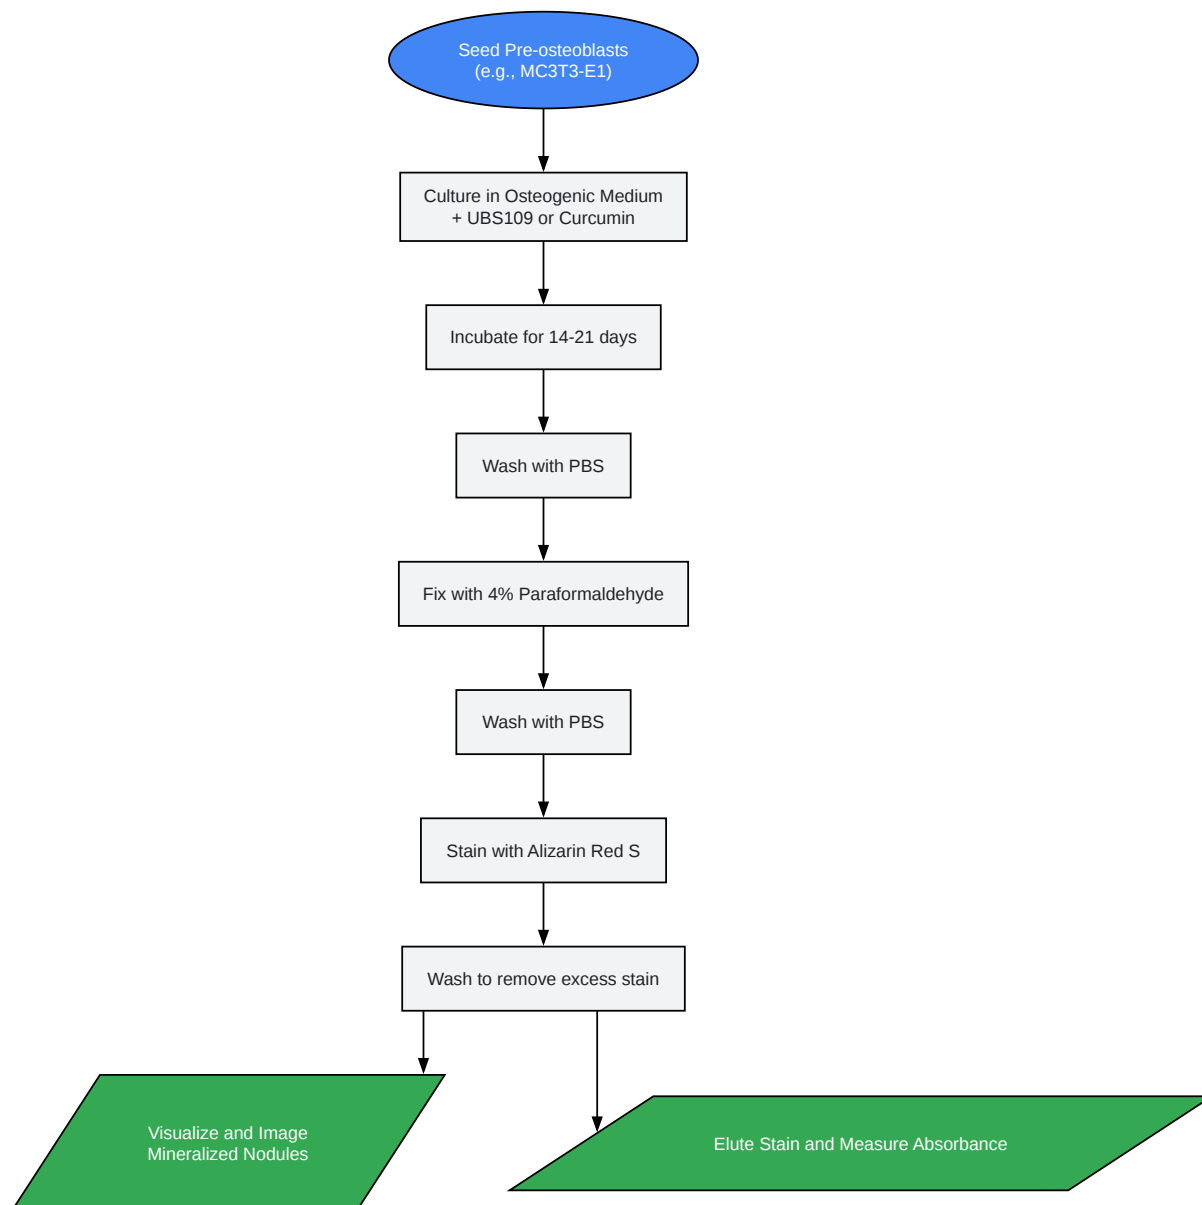 Seed Pre-osteoblasts
(e.g., MC3T3-E1)
Culture in Osteogenic Medium
+ UBS109 or Curcumin
Incubate for 14-21 days
Wash with PBS
Fix with 4% Paraformaldehyde
Wash with PBS
Stain with Alizarin Red S
Wash to remove excess stain
Visualize and Image
Mineralized Nodules
Elute Stain and Measure Absorbance